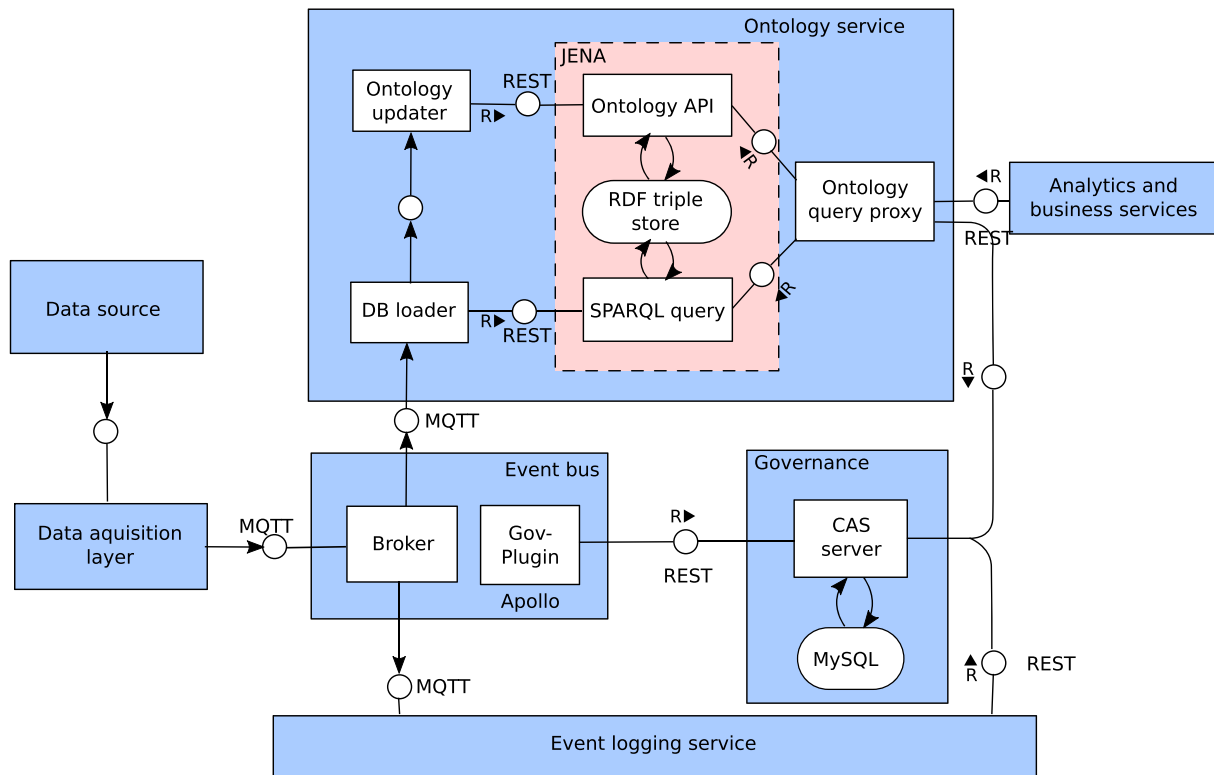 Ontology service
JENA
Ontology
updater
REST
R
Ontology API
R
RDF triple
store
Ontology
query proxy
R
REST
Analytics and
business services
Data source
DB loader
R
REST
SPARQL query
R
R
MQTT
Event bus
Governance
Data aquisition
layer
MQTT
Broker
Gov-
Plugin
Apollo
R
REST
CAS
server
MySQL
R
REST
MQTT
Event logging service